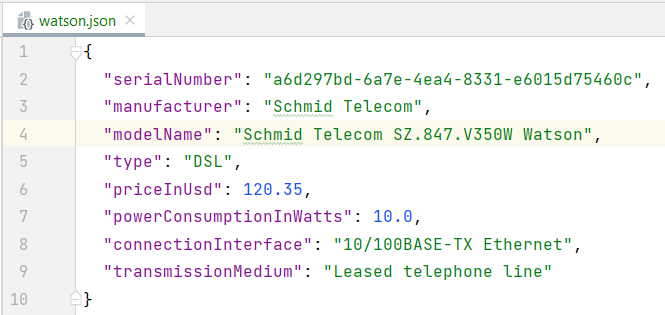 watson.json
1 {
2 "serialNumber": "a6d297bd-6a7e-4ea4-8331-e6015d75460c",
3 "manufacturer": "Schmid Telecom",
4 "modelName": "Schmid Telecom SZ.847.V350W Watson",
5 "type": "DSL",
6 "priceInUsd": 120.35,
7 "powerConsumptionInWatts": 10.0,
8 "connectionInterface": "10/100BASE-TX Ethernet",
9 "transmissionMedium": "Leased telephone line"
10 }